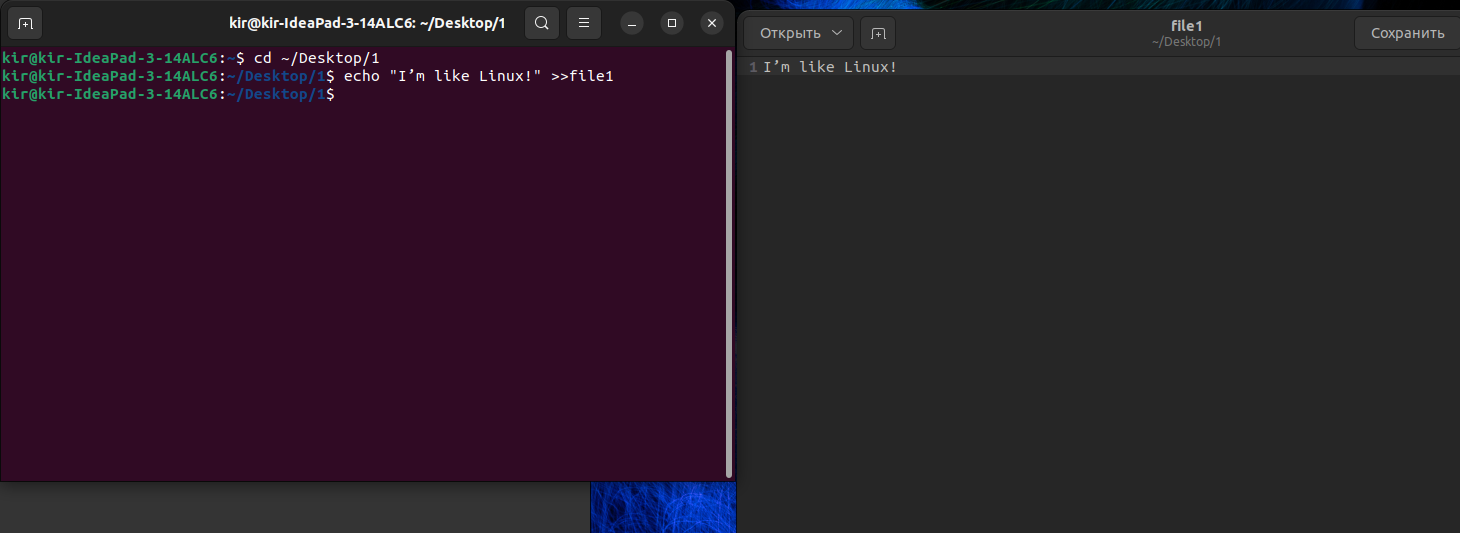 kir@kir-IdeaPad-3-14ALC6: ~/Desktop/1
kir@kir-IdeaPad-3-14ALC6:~$ cd ~/Desktop/1
kir@kir-IdeaPad-3-14ALC6:~/Desktop/1$ echo "I’m like Linux!" >>file1
kir@kir-IdeaPad-3-14ALC6:~/Desktop/1$
Открыть
file1
~/Desktop/1
Сохранить
1 I’m like Linux!